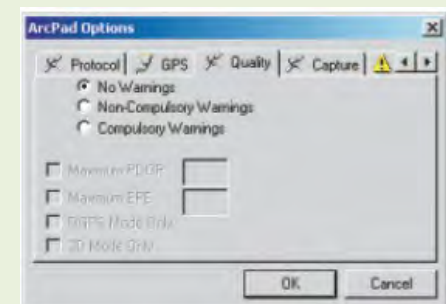 ArcPad Options
Protocol GPS Quality Capture
No Warnings
Non-Compulsory Warnings
Compulsory Warnings
Maximum PDOP
Maximum EPE
DGPS Mode Only
3D Mode Only
OK Cancel